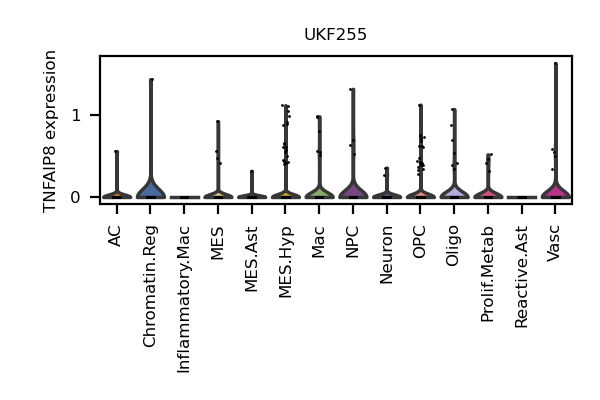 UKF255
TNFAIP8 expression
1
0
AC
Chromatin.Reg
Inflammatory.Mac
MES
MES.Ast
MES.Hyp
Mac
NPC
Neuron
OPC
Oligo
Prolif.Metab
Reactive.Ast
Vasc